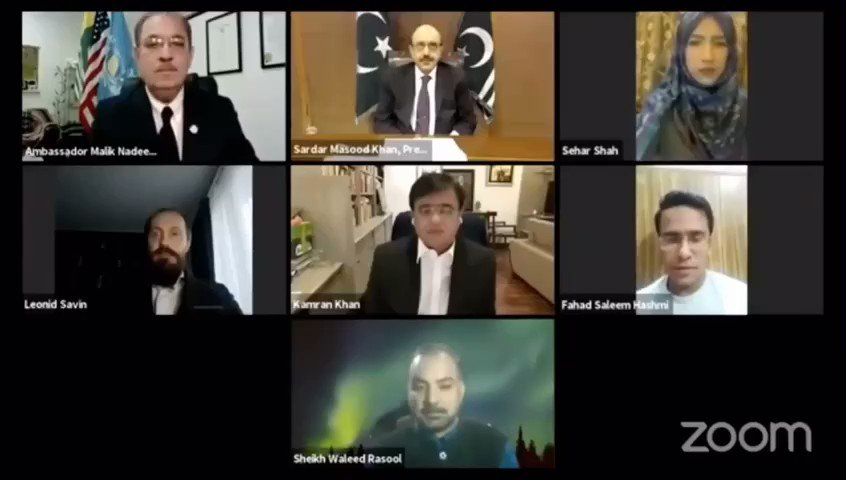 Ambassador Malik Nadee...
Sardar Masood Khan, Pre...
Sehar Shah
Leonid Savin
Kamran Khan
Fahad Saleem Hashmi
Sheikh Waleed Rasool
zoom